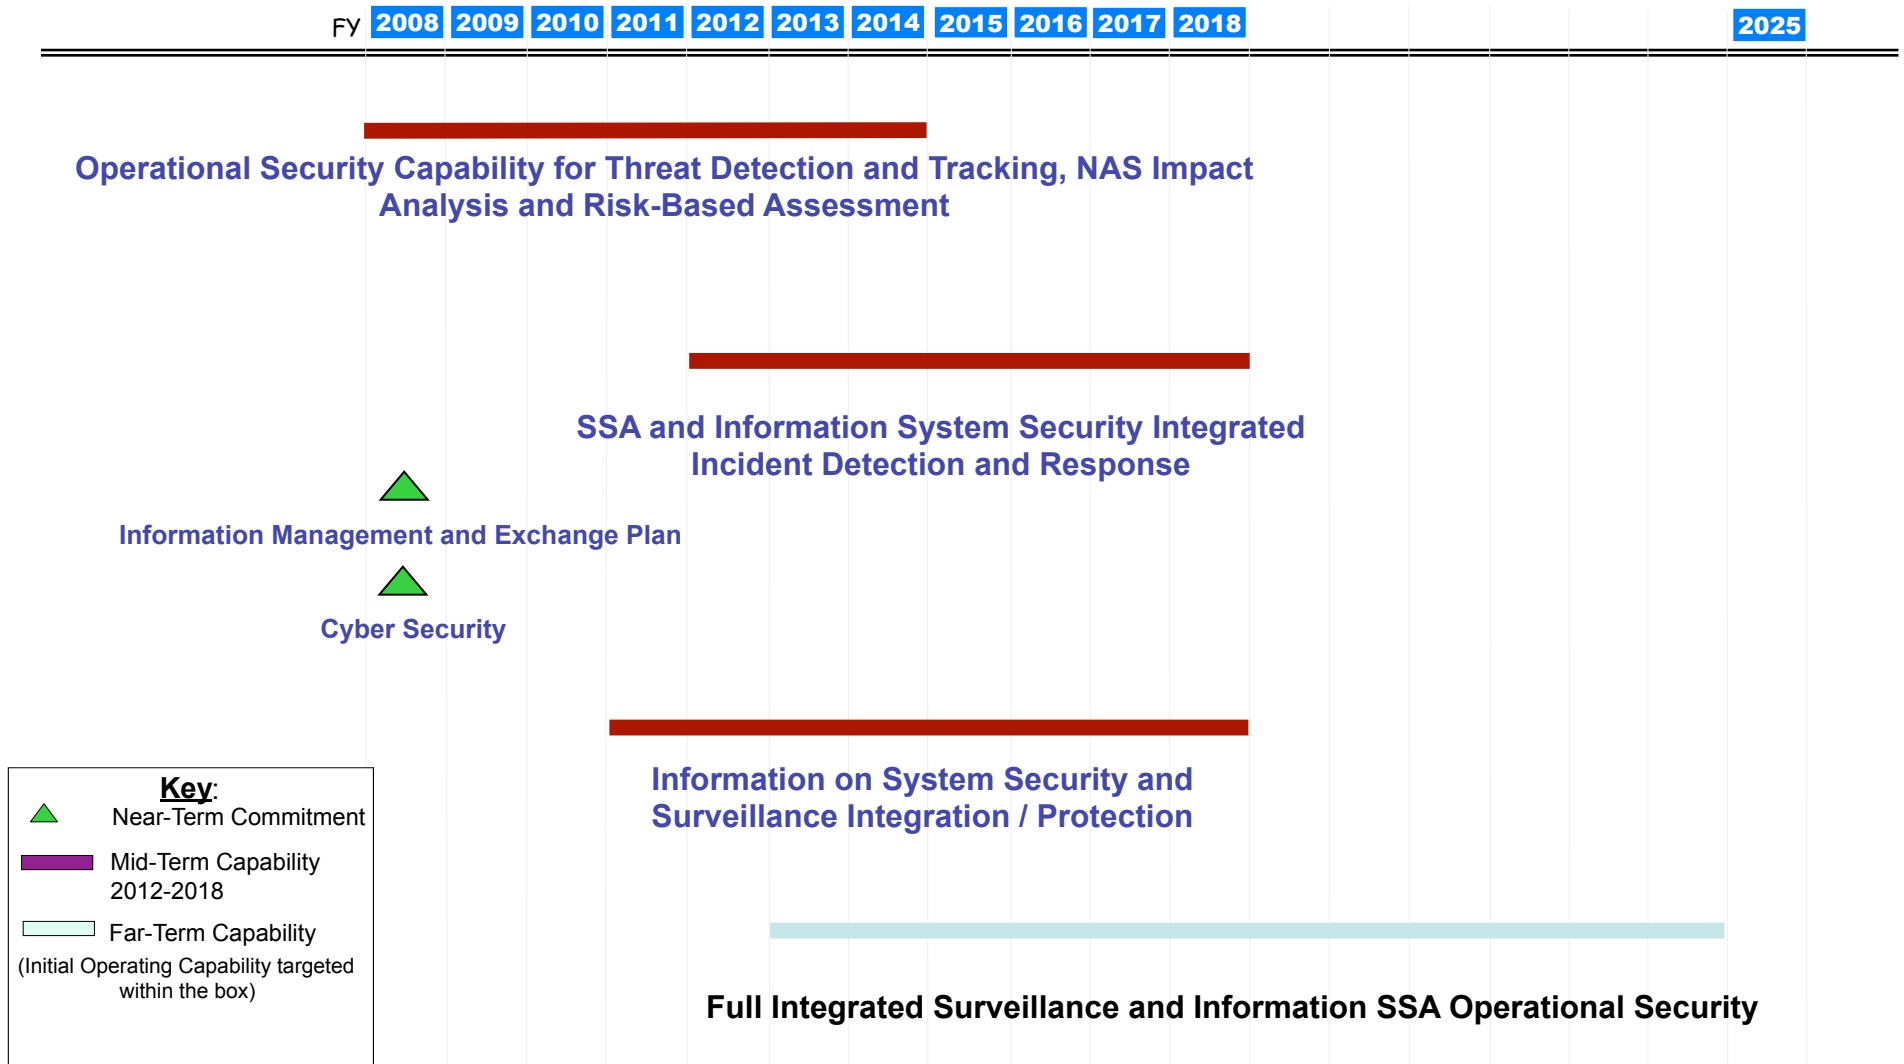 FY 2008 2009 2010 2011 2012 2013 2014 2015 2016 2017 2018 2025
Operational Security Capability for Threat Detection and Tracking, NAS Impact
Analysis and Risk-Based Assessment
SSA and Information System Security Integrated
Incident Detection and Response
Information Management and Exchange Plan
Cyber Security
Information on System Security and
Surveillance Integration / Protection
Key:
Near-Term Commitment
Mid-Term Capability
2012-2018
Far-Term Capability
(Initial Operating Capability targeted
within the box)
Full Integrated Surveillance and Information SSA Operational Security